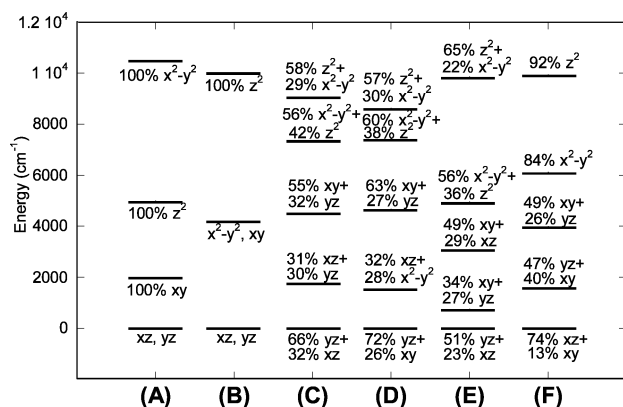 1.2 10⁴
1 10⁴
8000
6000
4000
2000
0
Energy (cm⁻¹)
100% x²-y²
100% z²
100% xy
xz, yz
(A)
100% z²
x²-y², xy
xz, yz
(B)
58% z²+
29% x²-y²
56% x²-y²+
42% z²
55% xy+
32% yz
31% xz+
30% yz
66% yz+
32% xz
(C)
57% z²+
30% x²-y²
60% x²-y²+
38% z²
63% xy+
27% yz
32% xz+
28% x²-y²
72% yz+
26% xy
(D)
65% z²+
22% x²-y²
56% x²-y²+
36% z²
49% xy+
29% xz
34% xy+
27% yz
51% yz+
23% xz
(E)
92% z²
84% x²-y²
49% xy+
26% yz
47% yz+
40% xy
74% xz+
13% xy
(F)